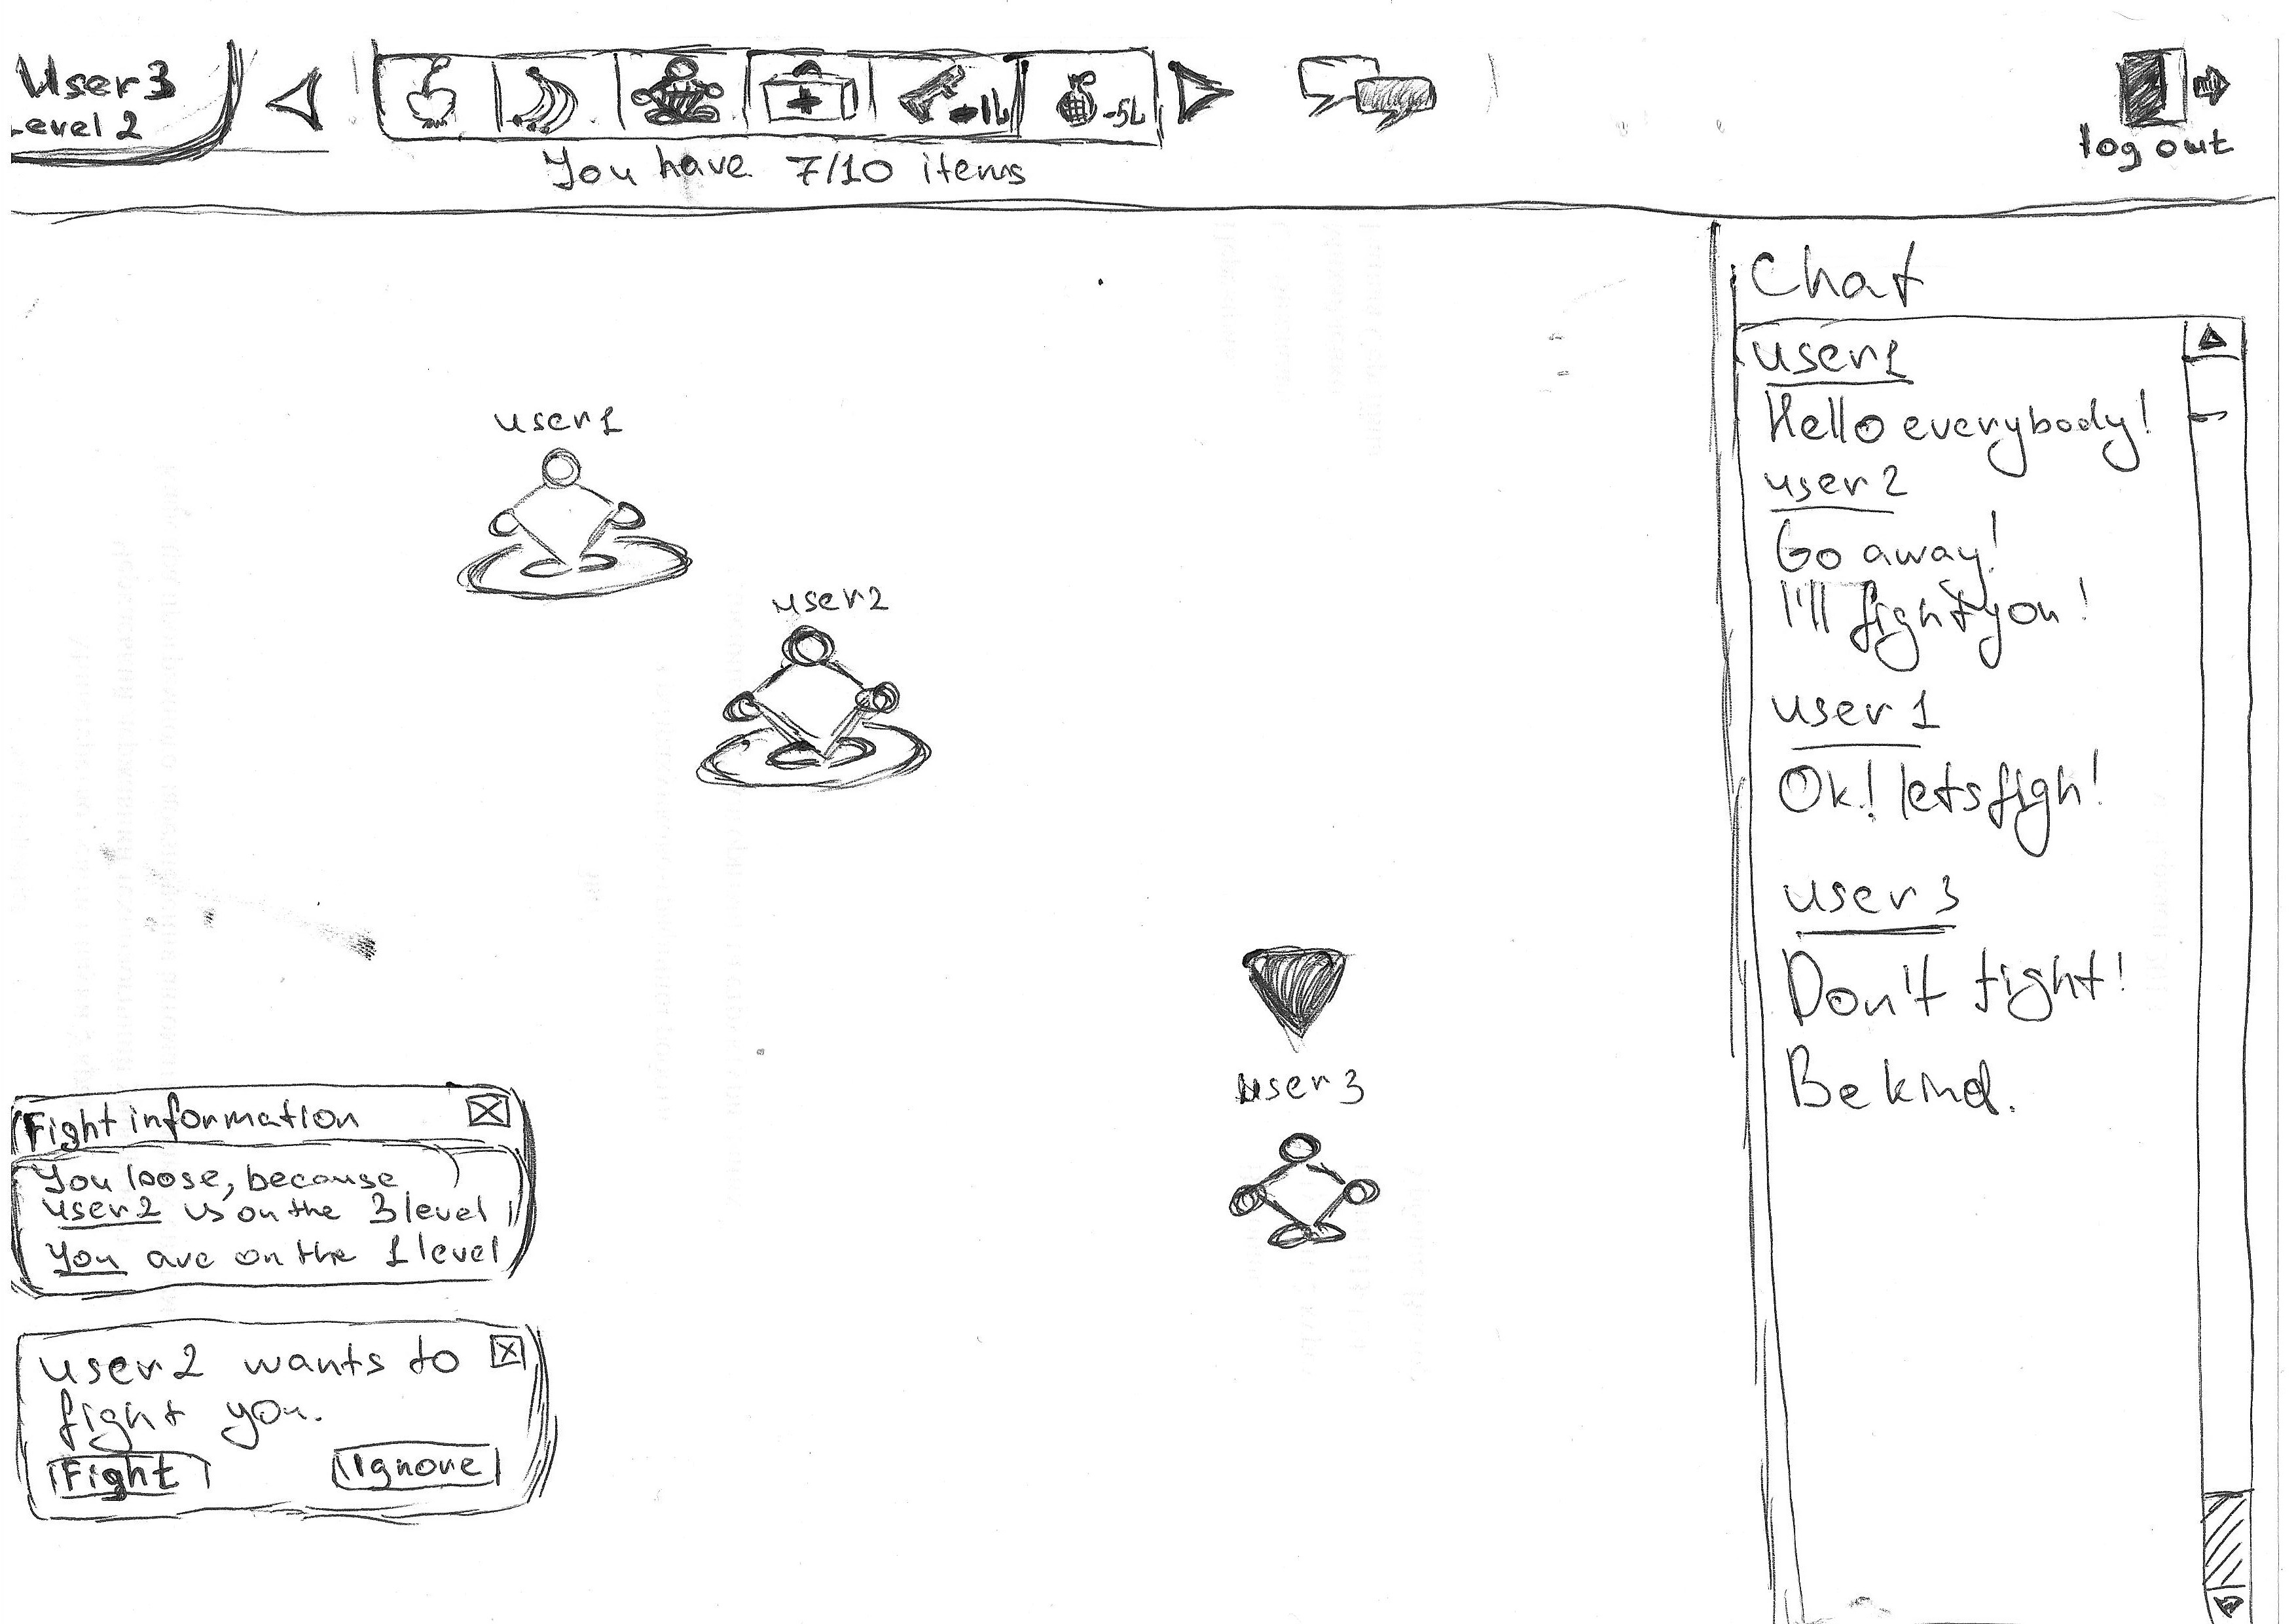 User3
Level 2
-1L
-5L
You have 7/10 items
log out
Chat
user1
Hello everybody!
user2
Go away!
I'll fight you!
user1
Ok! lets figh!
user3
Don't fight!
Be kind.
user1
user2
user3
Fight information
You loose, because
user2 is on the 3 level
you are on the 1 level
user2 wants to
fight you.
Fight
Ignore